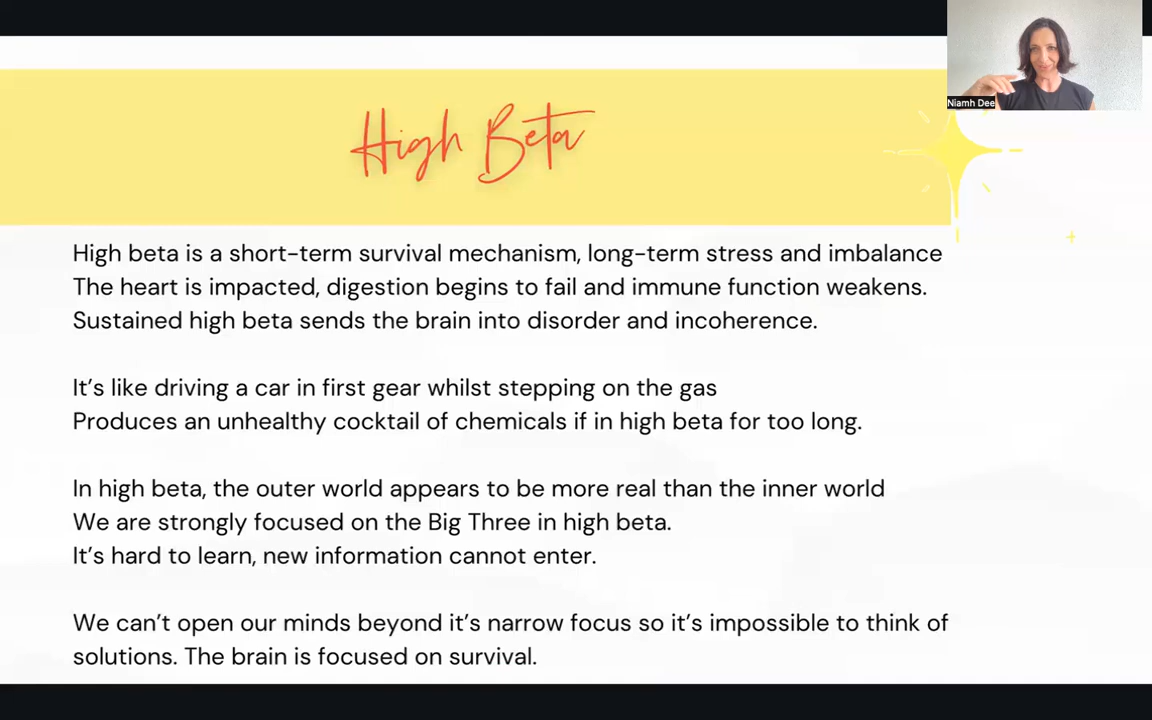 Niamh Dee
High Beta
High beta is a short-term survival mechanism, long-term stress and imbalance
The heart is impacted, digestion begins to fail and immune function weakens.
Sustained high beta sends the brain into disorder and incoherence.
It's like driving a car in first gear whilst stepping on the gas
Produces an unhealthy cocktail of chemicals if in high beta for too long.
In high beta, the outer world appears to be more real than the inner world
We are strongly focused on the Big Three in high beta.
It's hard to learn, new information cannot enter.
We can't open our minds beyond it's narrow focus so it's impossible to think of
solutions. The brain is focused on survival.